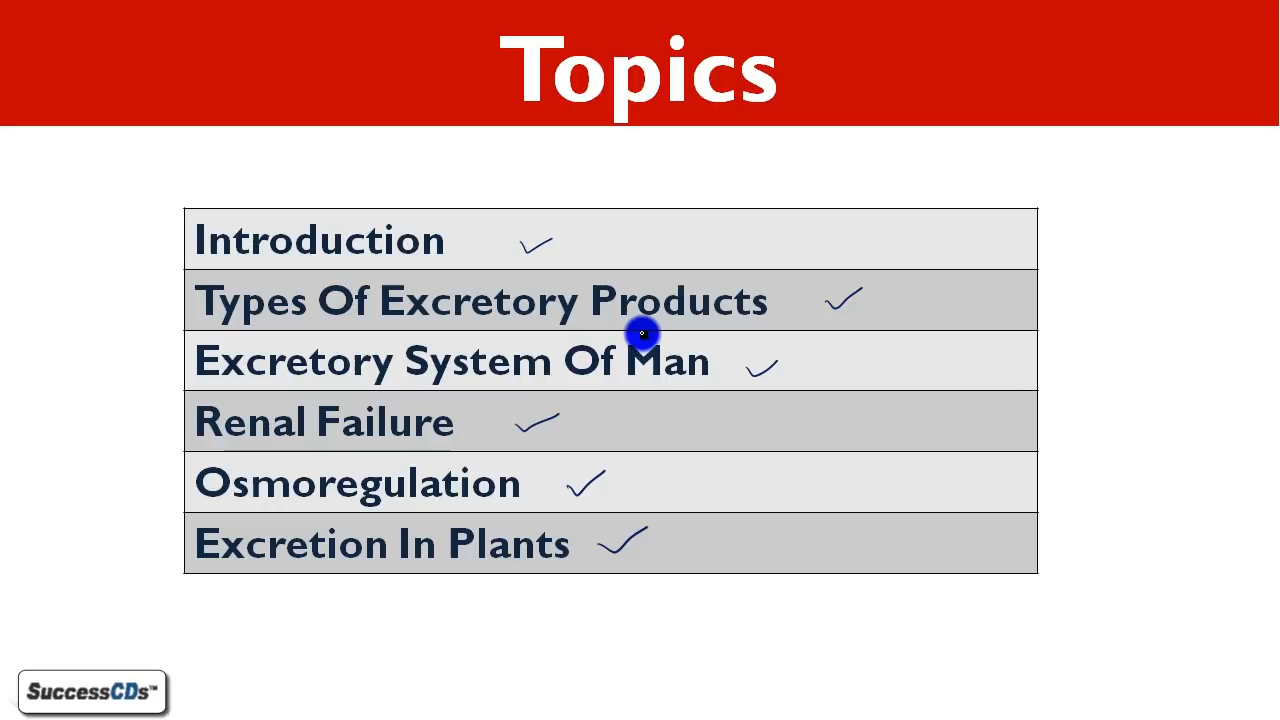 Topics
Introduction
Types Of Excretory Products
Excretory System Of Man
Renal Failure
Osmoregulation
Excretion In Plants
SuccessCDs™